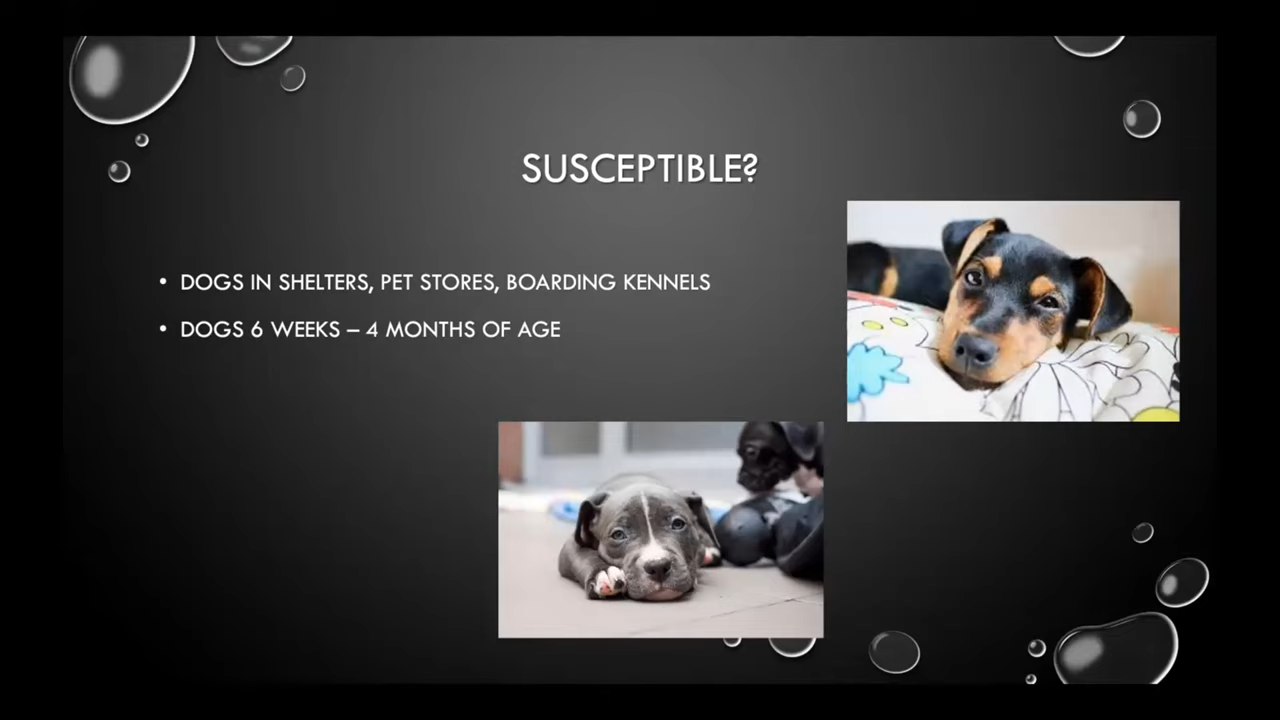 SUSCEPTIBLE?
• DOGS IN SHELTERS, PET STORES, BOARDING KENNELS
• DOGS 6 WEEKS – 4 MONTHS OF AGE